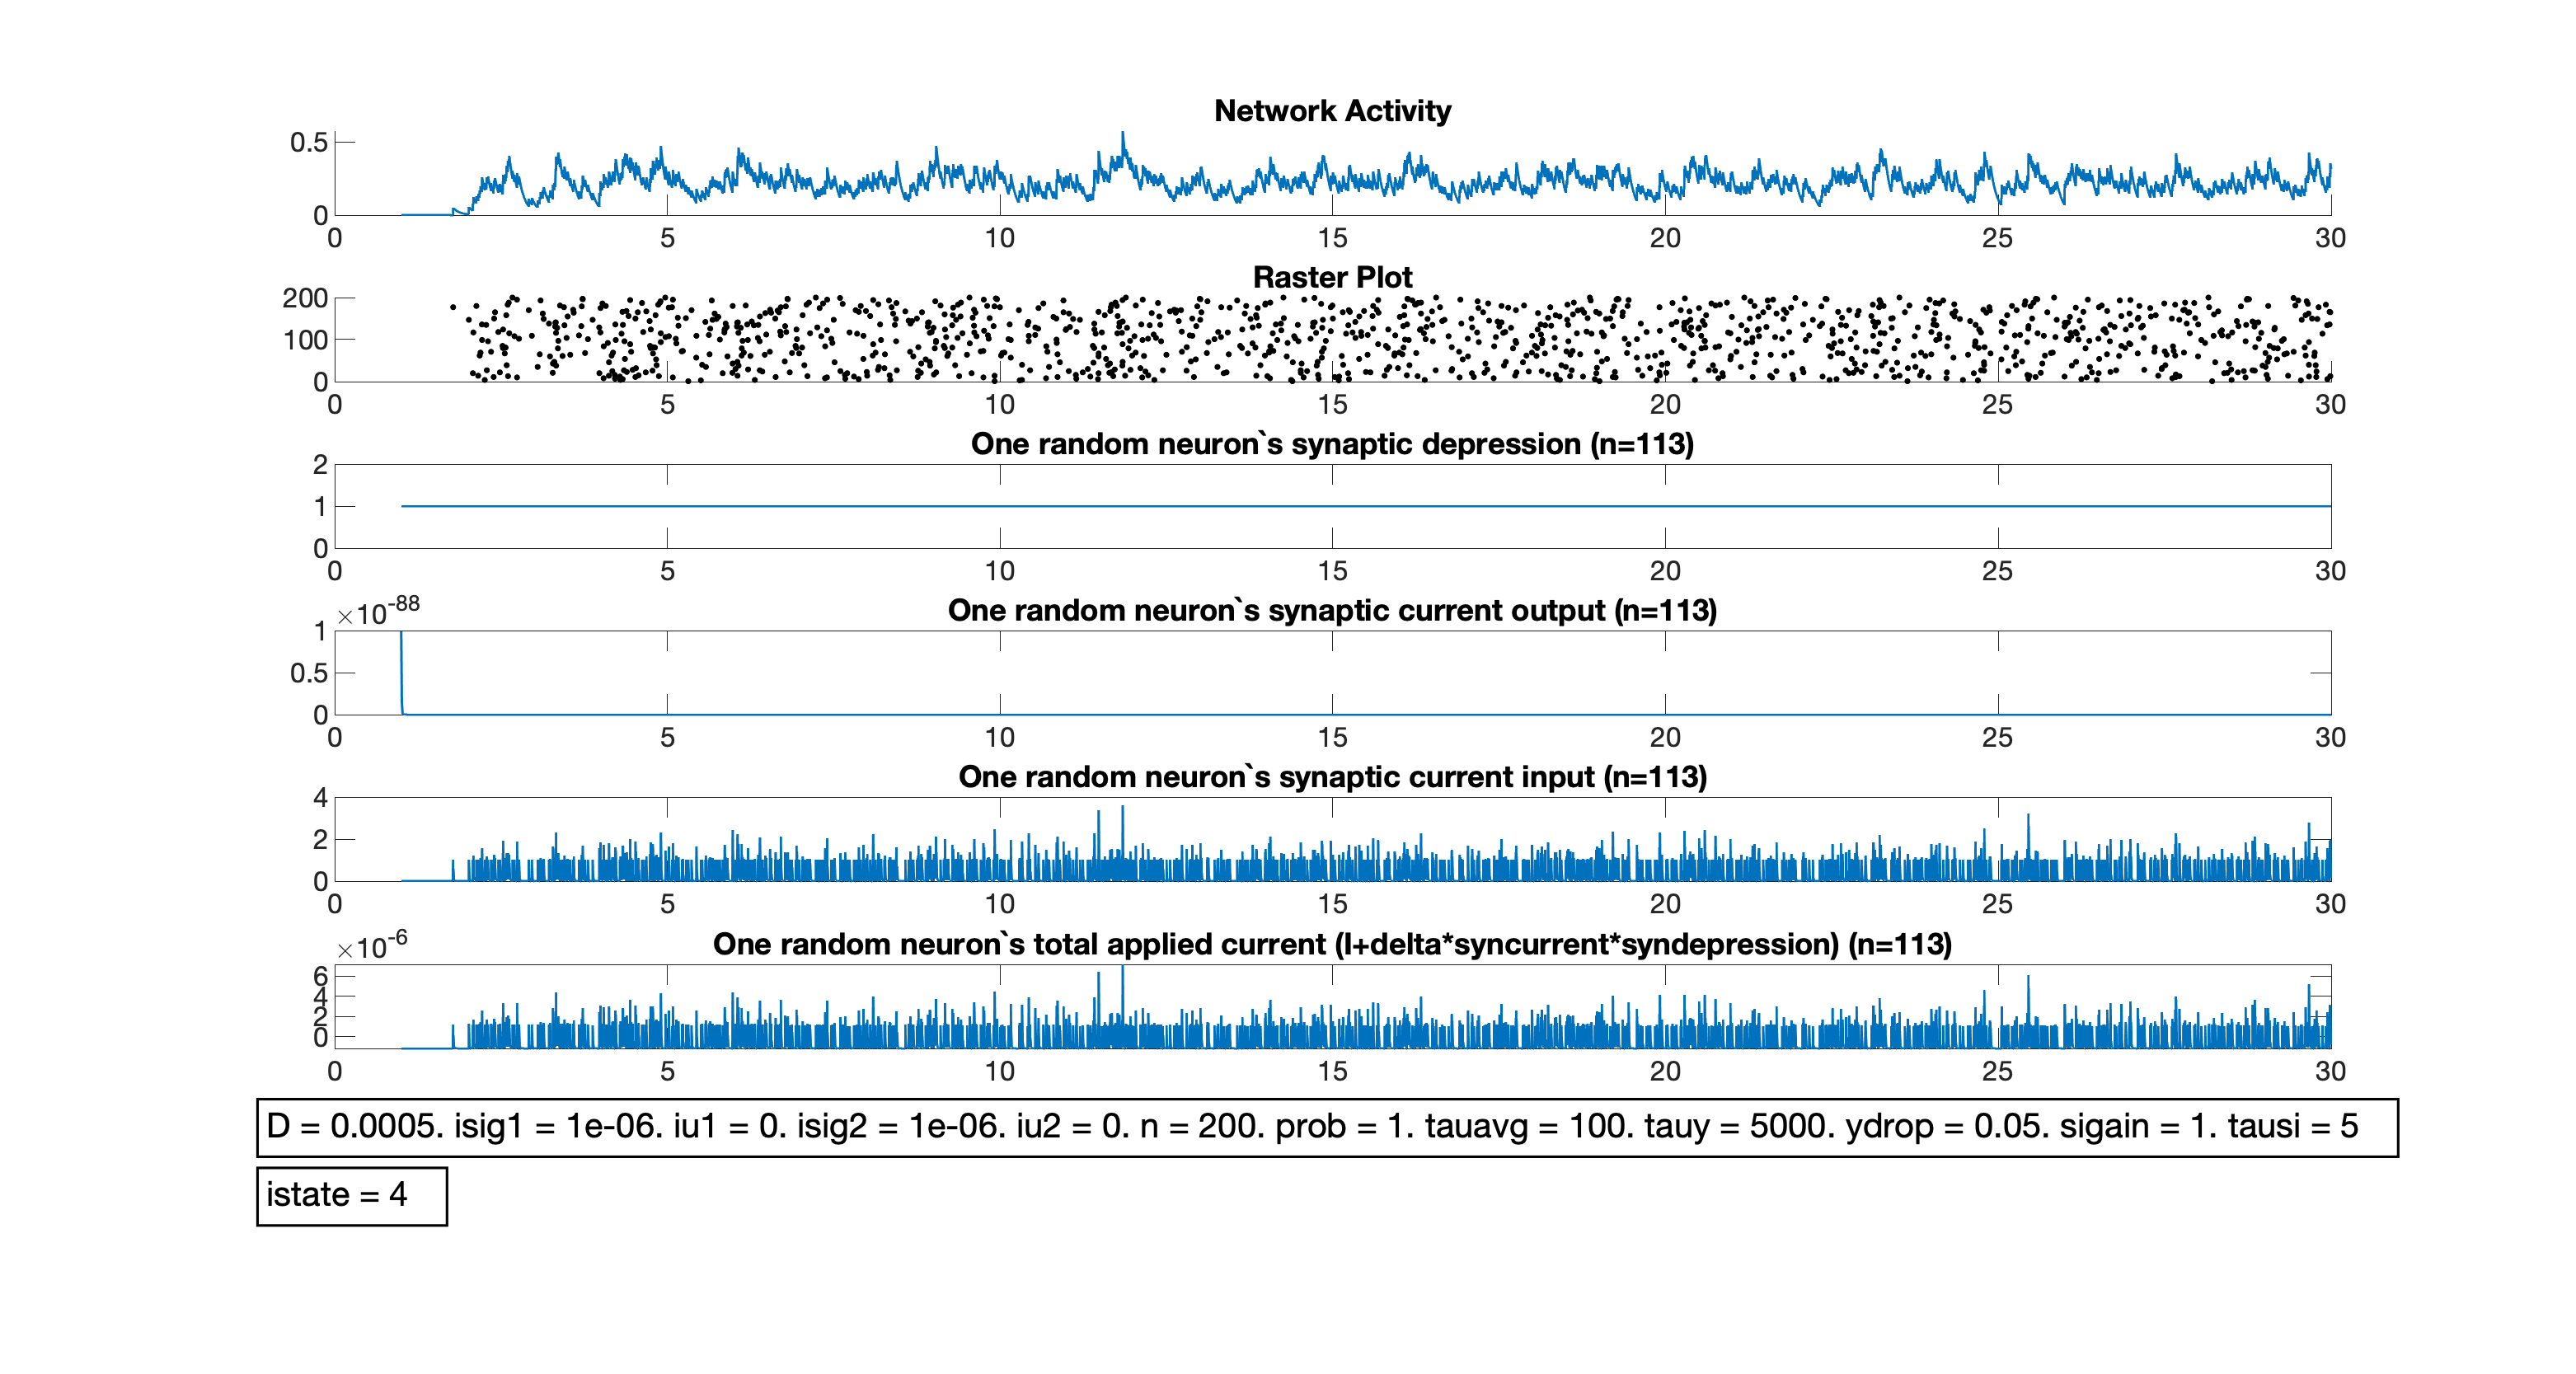 Network Activity
0.5
0
0 5 10 15 20 25 30
Raster Plot
200
100
0
0 5 10 15 20 25 30
One random neuron`s synaptic depression (n=113)
2
1
0
0 5 10 15 20 25 30
×10-88
One random neuron`s synaptic current output (n=113)
1
0.5
0
0 5 10 15 20 25 30
One random neuron`s synaptic current input (n=113)
4
2
0
0 5 10 15 20 25 30
×10-6
One random neuron`s total applied current (I+delta*syncurrent*syndepression) (n=113)
6
4
2
0
0 5 10 15 20 25 30
D = 0.0005. isig1 = 1e-06. iu1 = 0. isig2 = 1e-06. iu2 = 0. n = 200. prob = 1. tauavg = 100. tauy = 5000. ydrop = 0.05. sigain = 1. tausi = 5
istate = 4